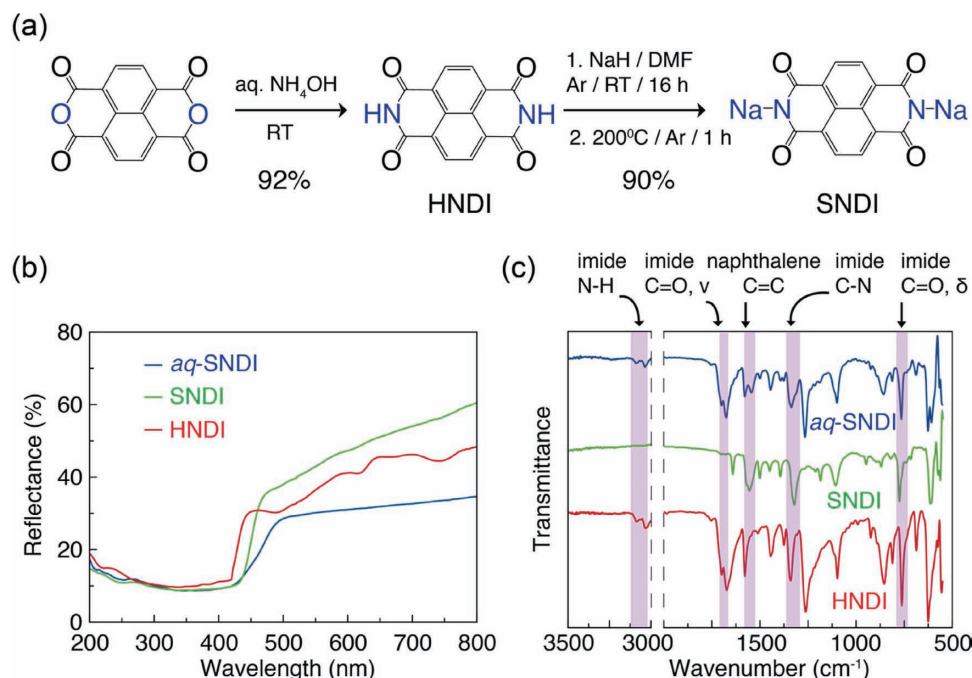 (a)
O O
O O
O O
aq. NH₄OH
RT
92%
O O
HN NH
O O
HNDI
1. NaH / DMF
Ar / RT / 16 h
2. 200⁰C / Ar / 1 h
90%
O O
Na–N N–Na
O O
SNDI
(b)
Reflectance (%)
80
60
40
20
0
aq-SNDI
SNDI
HNDI
200 300 400 500 600 700 800
Wavelength (nm)
(c)
imide imide naphthalene imide imide
N-H C=O, ν C=C C-N C=O, δ
Transmittance
aq-SNDI
SNDI
HNDI
3500 3000 1500 1000 500
Wavenumber (cm⁻¹)